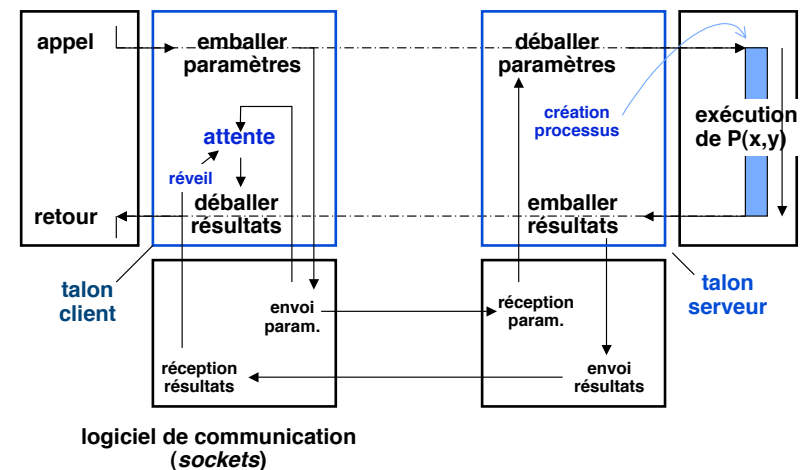 appel
emballer
paramètres
déballer
paramètres
création
processus
exécution
de P(x,y)
attente
réveil
déballer
résultats
retour
emballer
résultats
talon
client
talon
serveur
envoi
param.
réception
param.
réception
résultats
envoi
résultats
logiciel de communication
(sockets)